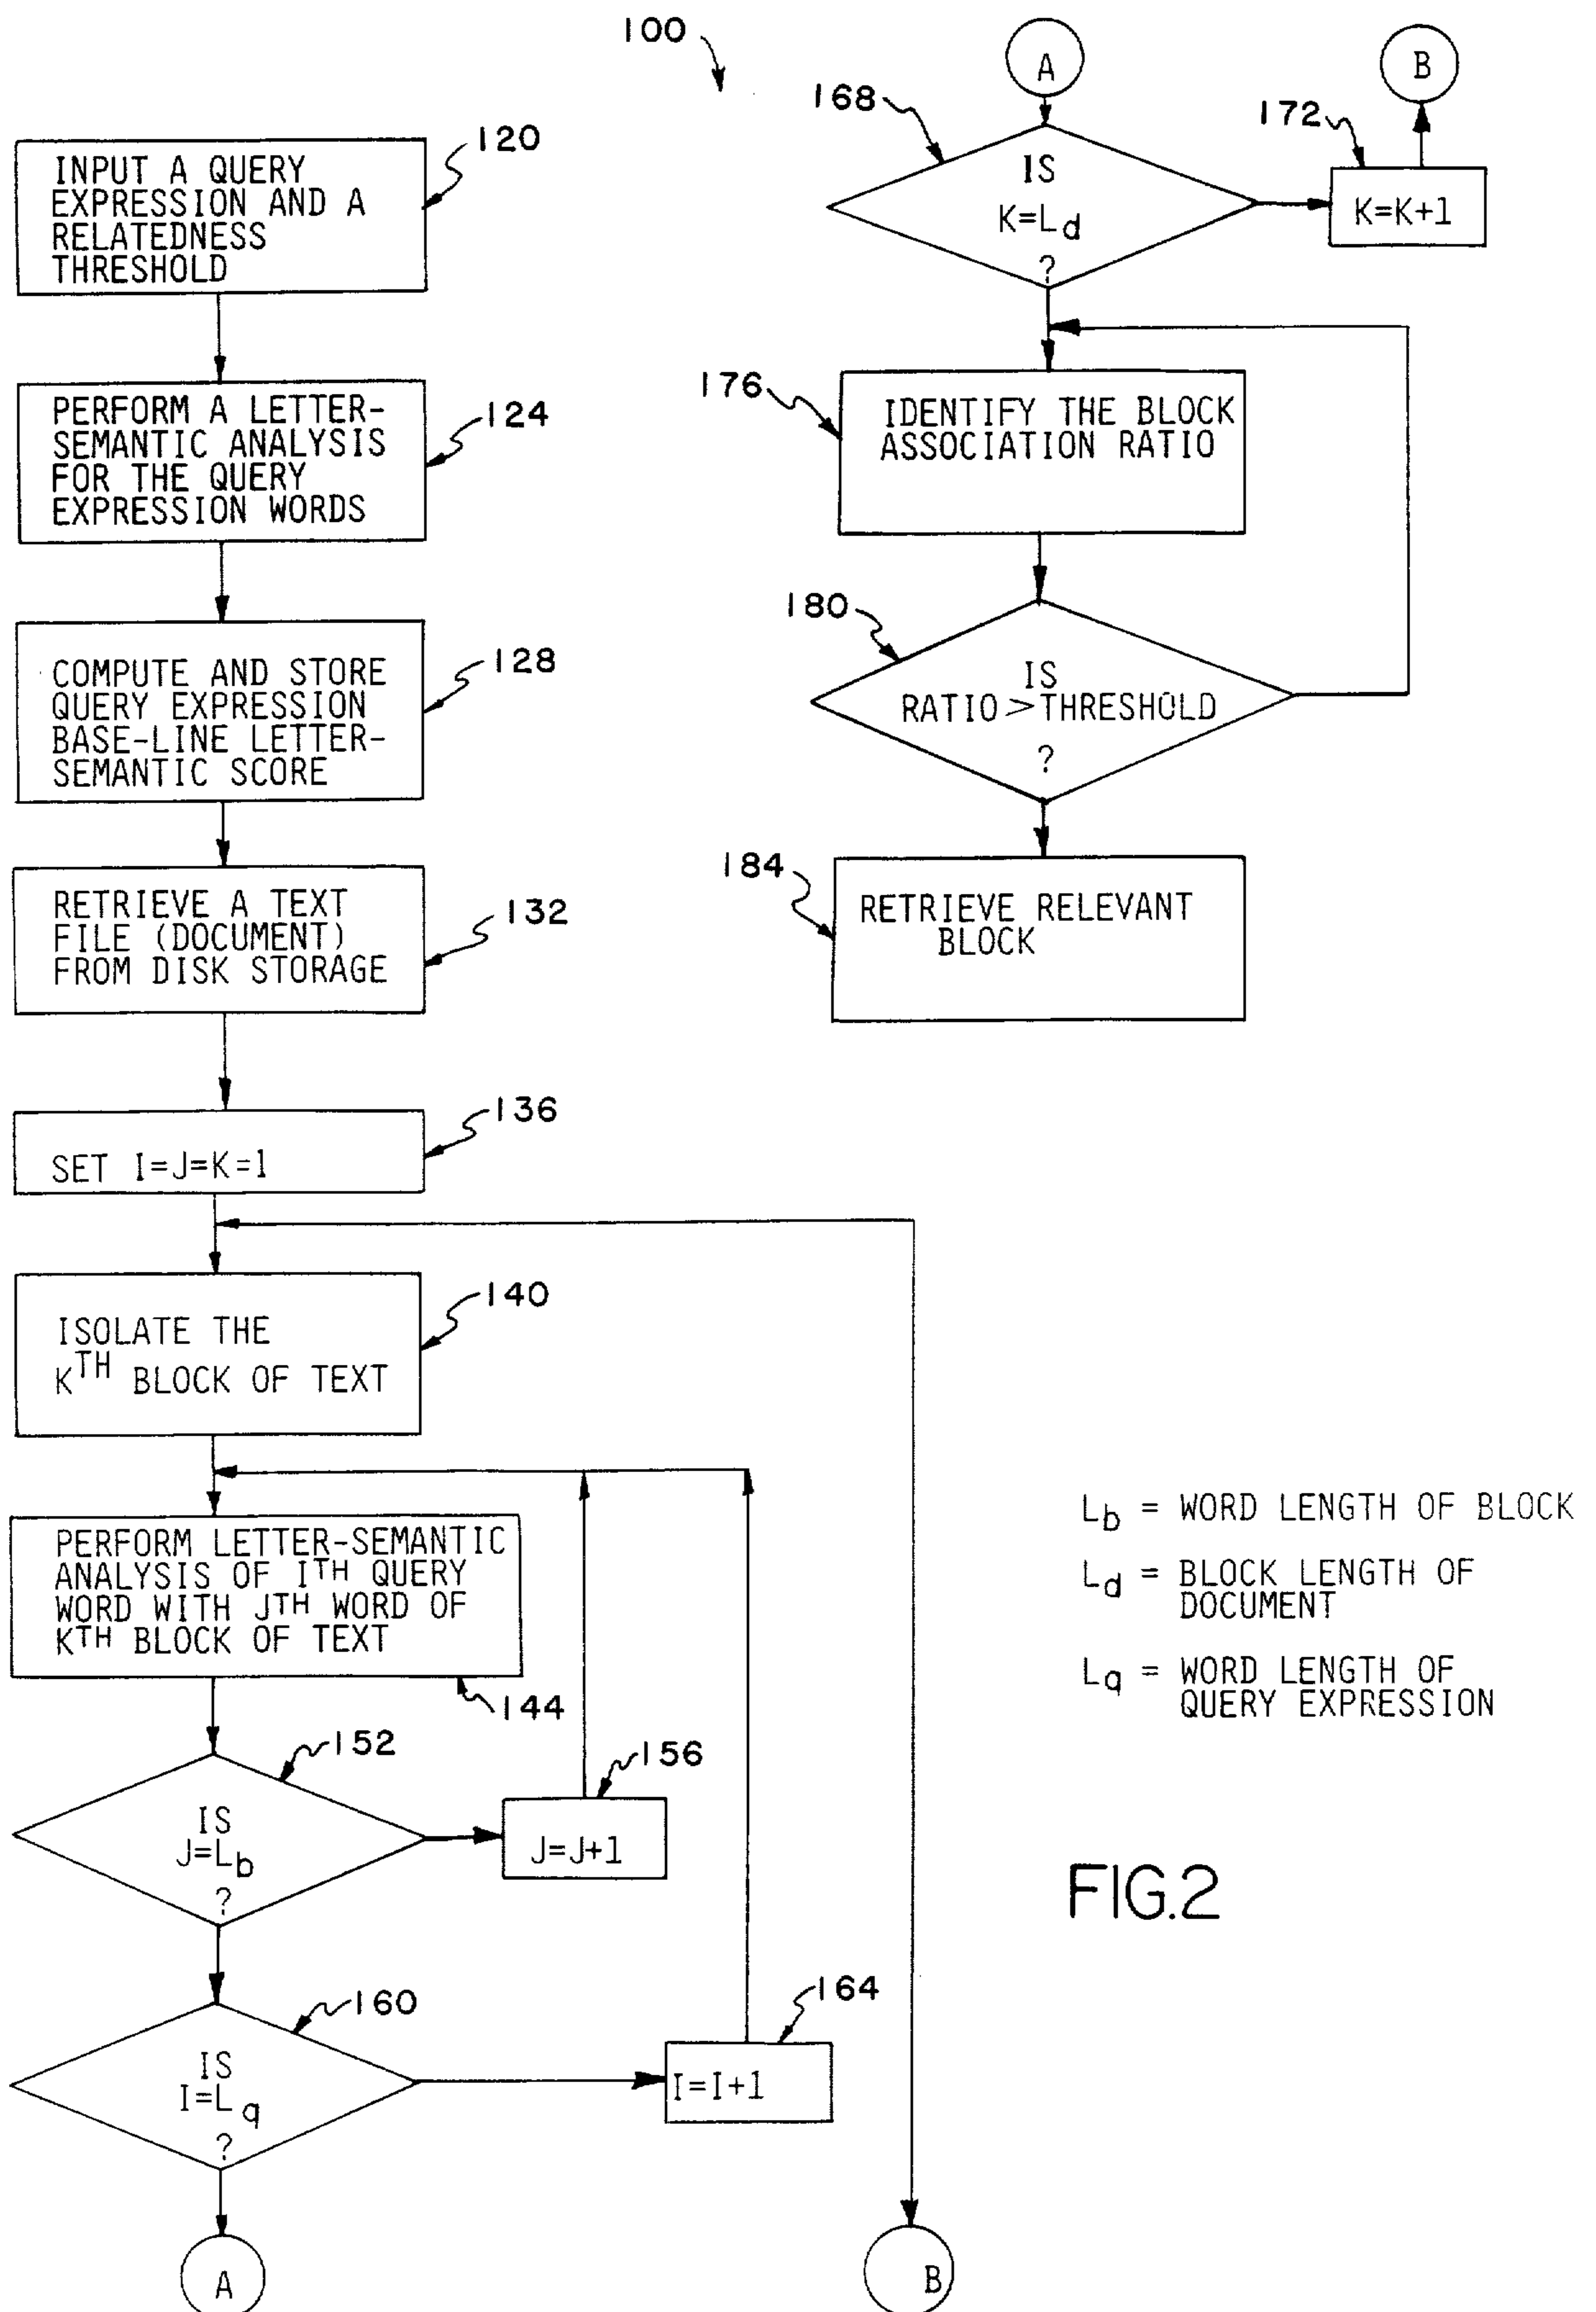 100
120
INPUT A QUERY
EXPRESSION AND A
RELATEDNESS
THRESHOLD
124
PERFORM A LETTER-
SEMANTIC ANALYSIS
FOR THE QUERY
EXPRESSION WORDS
128
COMPUTE AND STORE
QUERY EXPRESSION
BASE-LINE LETTER-
SEMANTIC SCORE
132
RETRIEVE A TEXT
FILE (DOCUMENT)
FROM DISK STORAGE
136
SET I=J=K=1
140
ISOLATE THE
KTH BLOCK OF TEXT
PERFORM LETTER-SEMANTIC
ANALYSIS OF ITH QUERY
WORD WITH JTH WORD OF
KTH BLOCK OF TEXT
144
152
IS
J=Lb
?
156
J=J+1
160
IS
I=Lq
?
164
I=I+1
A
B
A
B
168
IS
K=Ld
?
172
K=K+1
176
IDENTIFY THE BLOCK
ASSOCIATION RATIO
180
IS
RATIO>THRESHOLD
?
184
RETRIEVE RELEVANT
BLOCK
Lb = WORD LENGTH OF BLOCK
Ld = BLOCK LENGTH OF
DOCUMENT
Lq = WORD LENGTH OF
QUERY EXPRESSION
FIG.2